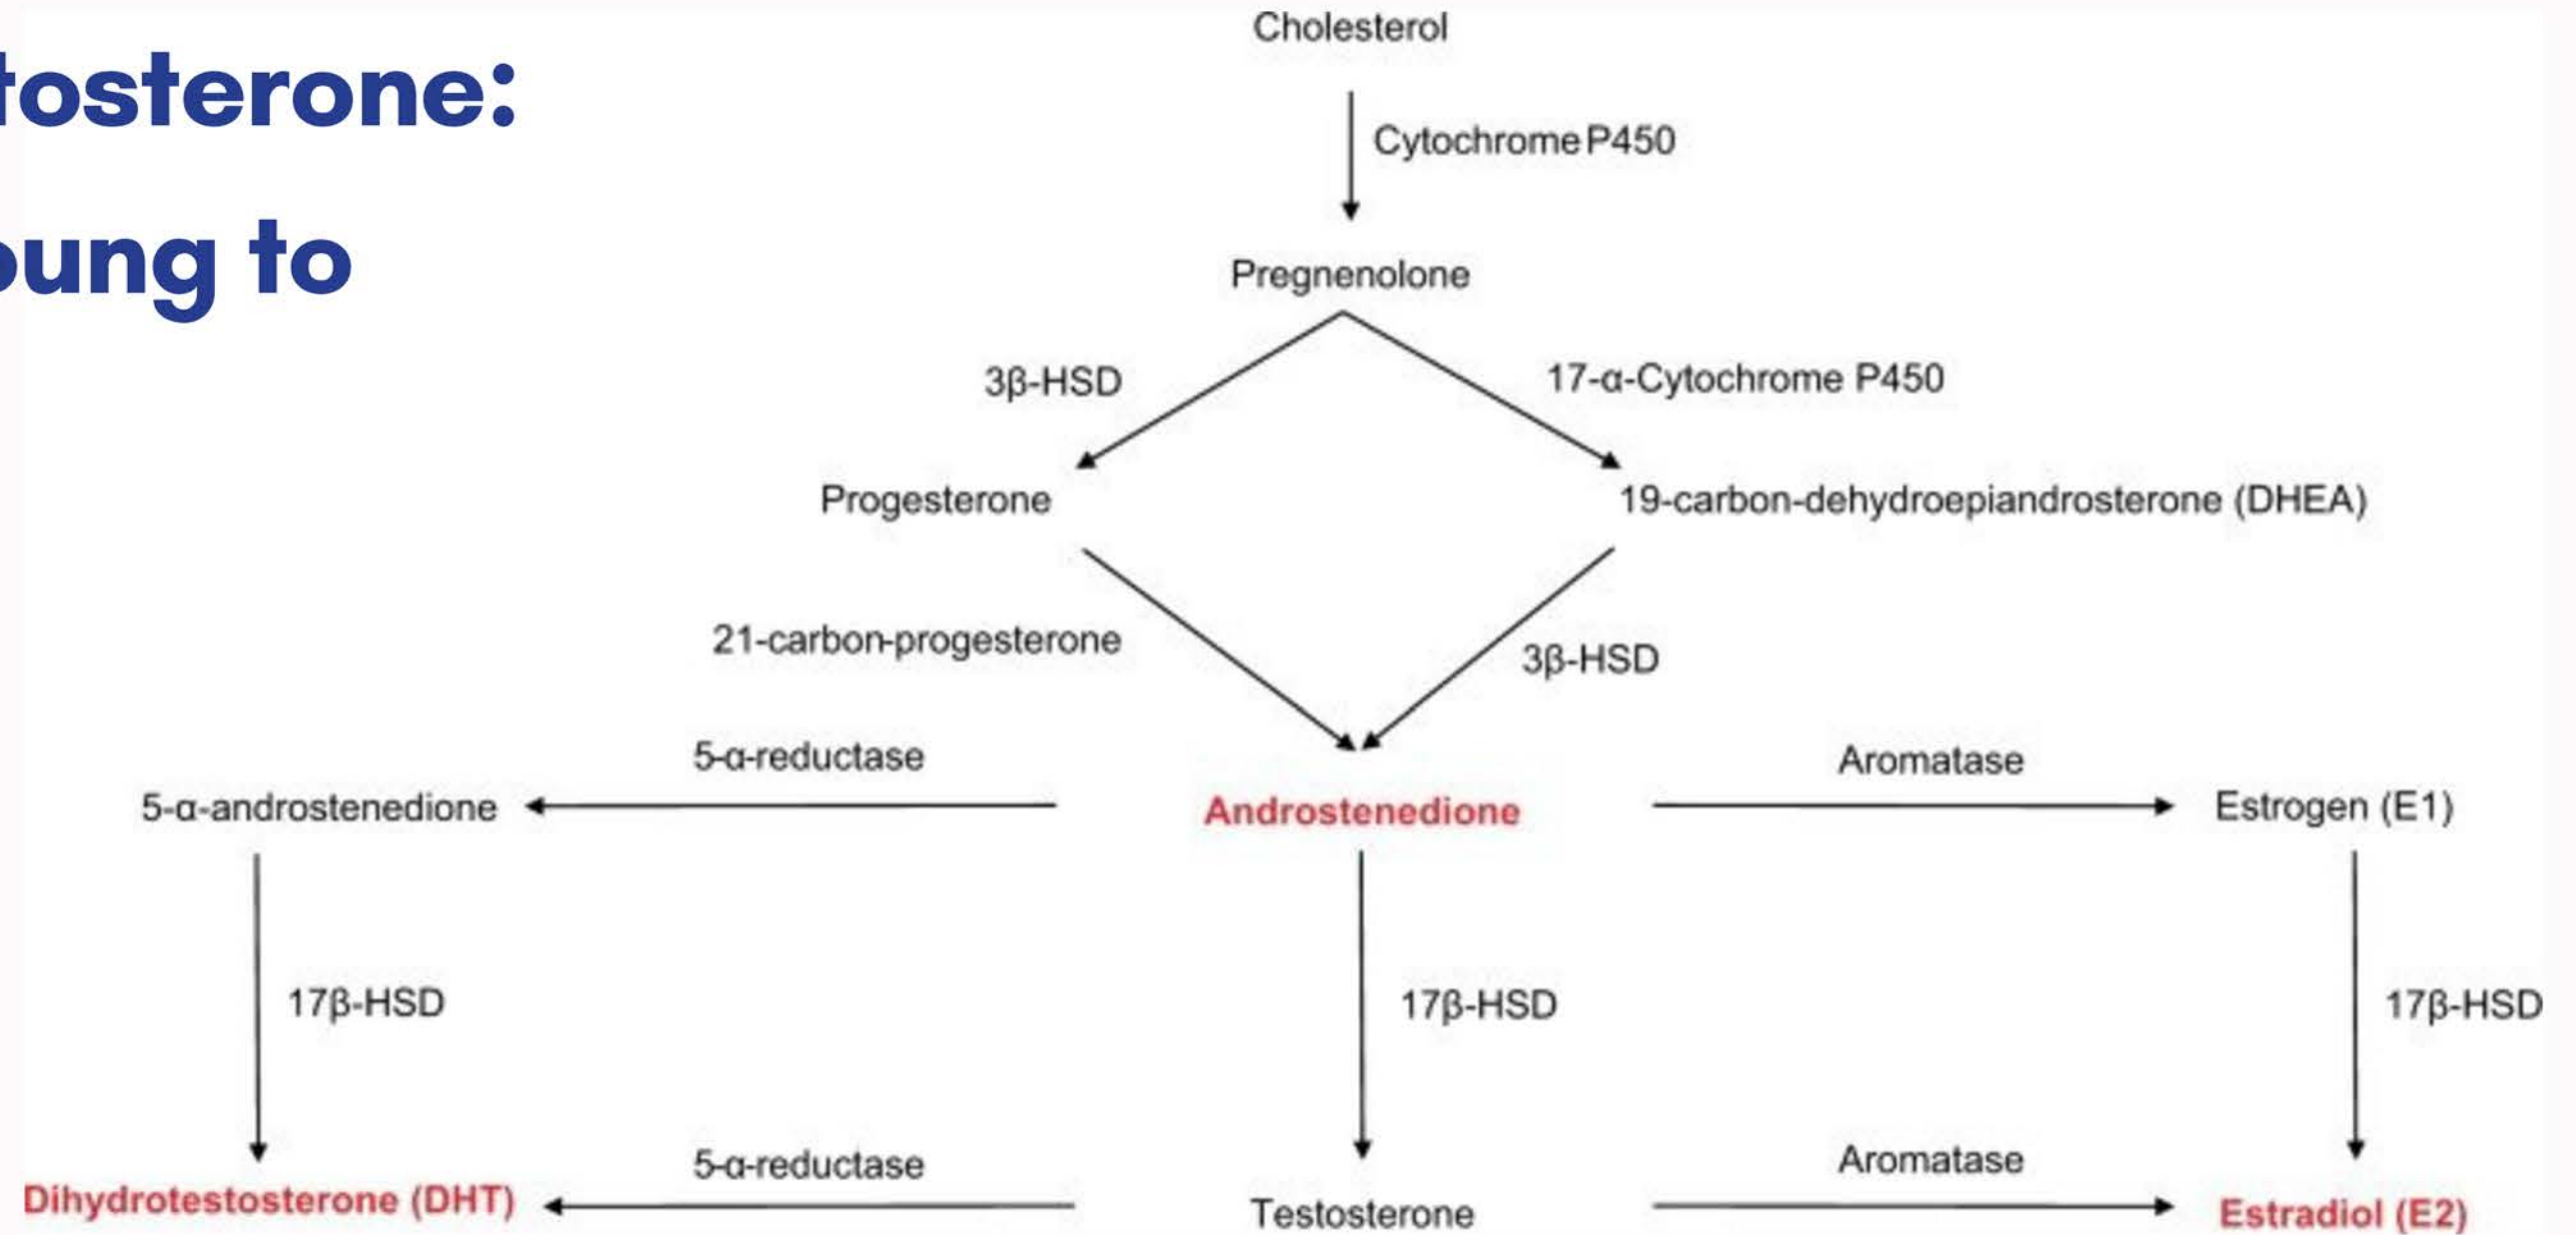 tosterone:
oung to
Cholesterol
Cytochrome P450
Pregnenolone
3β-HSD
17-α-Cytochrome P450
Progesterone
19-carbon-dehydroepiandrosterone (DHEA)
21-carbon-progesterone
3β-HSD
5-α-reductase
Aromatase
5-α-androstenedione
Androstenedione
Estrogen (E1)
17β-HSD
17β-HSD
17β-HSD
5-α-reductase
Aromatase
Dihydrotestosterone (DHT)
Testosterone
Estradiol (E2)